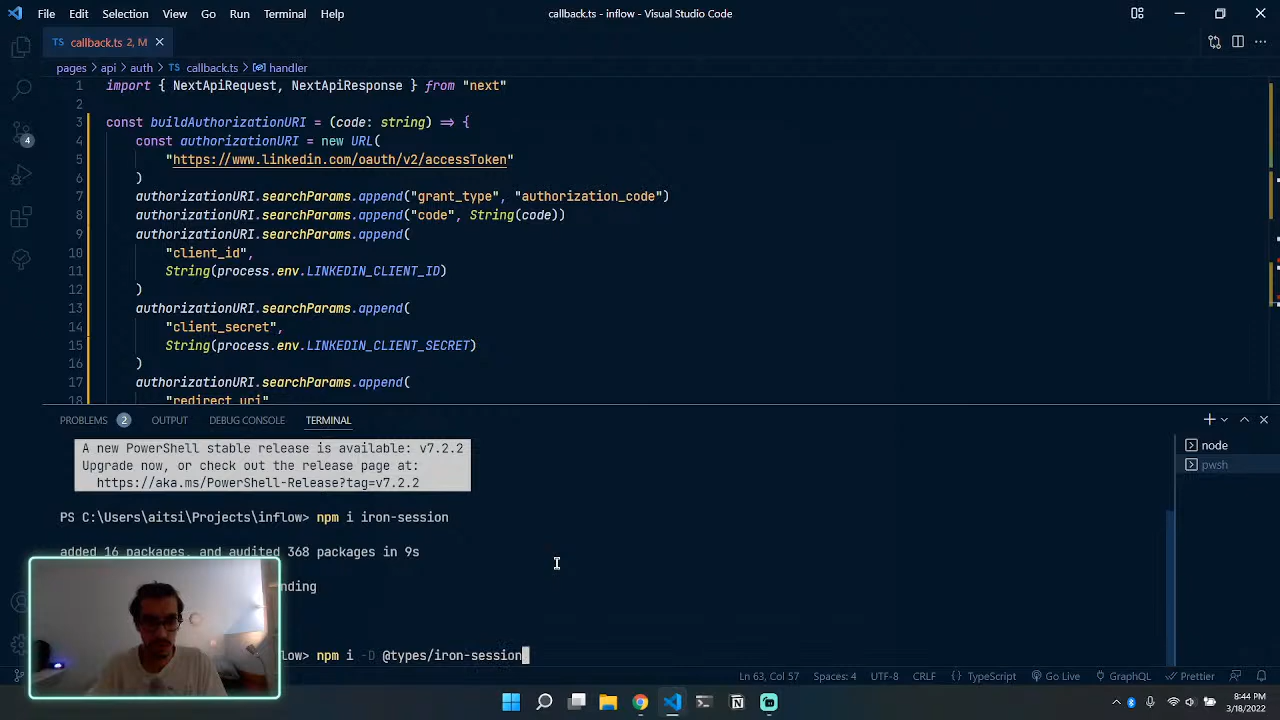 File Edit Selection View Go Run Terminal Help
callback.ts - inflow - Visual Studio Code
TS callback.ts 2, M
pages > api > auth > TS callback.ts > handler
1 import { NextApiRequest, NextApiResponse } from "next"
2
3 const buildAuthorizationURI = (code: string) => {
4 const authorizationURI = new URL(
5 "https://www.linkedin.com/oauth/v2/accessToken"
6 )
7 authorizationURI.searchParams.append("grant_type", "authorization_code")
8 authorizationURI.searchParams.append("code", String(code))
9 authorizationURI.searchParams.append(
10 "client_id",
11 String(process.env.LINKEDIN_CLIENT_ID)
12 )
13 authorizationURI.searchParams.append(
14 "client_secret",
15 String(process.env.LINKEDIN_CLIENT_SECRET)
16 )
17 authorizationURI.searchParams.append(
18 "redirect_uri"
4
PROBLEMS 2 OUTPUT DEBUG CONSOLE TERMINAL
A new PowerShell stable release is available: v7.2.2
Upgrade now, or check out the release page at:
https://aka.ms/PowerShell-Release?tag=v7.2.2
PS C:\Users\aitsi\Projects\inflow> npm i iron-session
added 16 packages, and audited 368 packages in 9s
nding
low> npm i -D @types/iron-session
node
pwsh
Ln 63, Col 57 Spaces: 4 UTF-8 CRLF TypeScript Go Live GraphQL Prettier
8:44 PM
3/18/2022